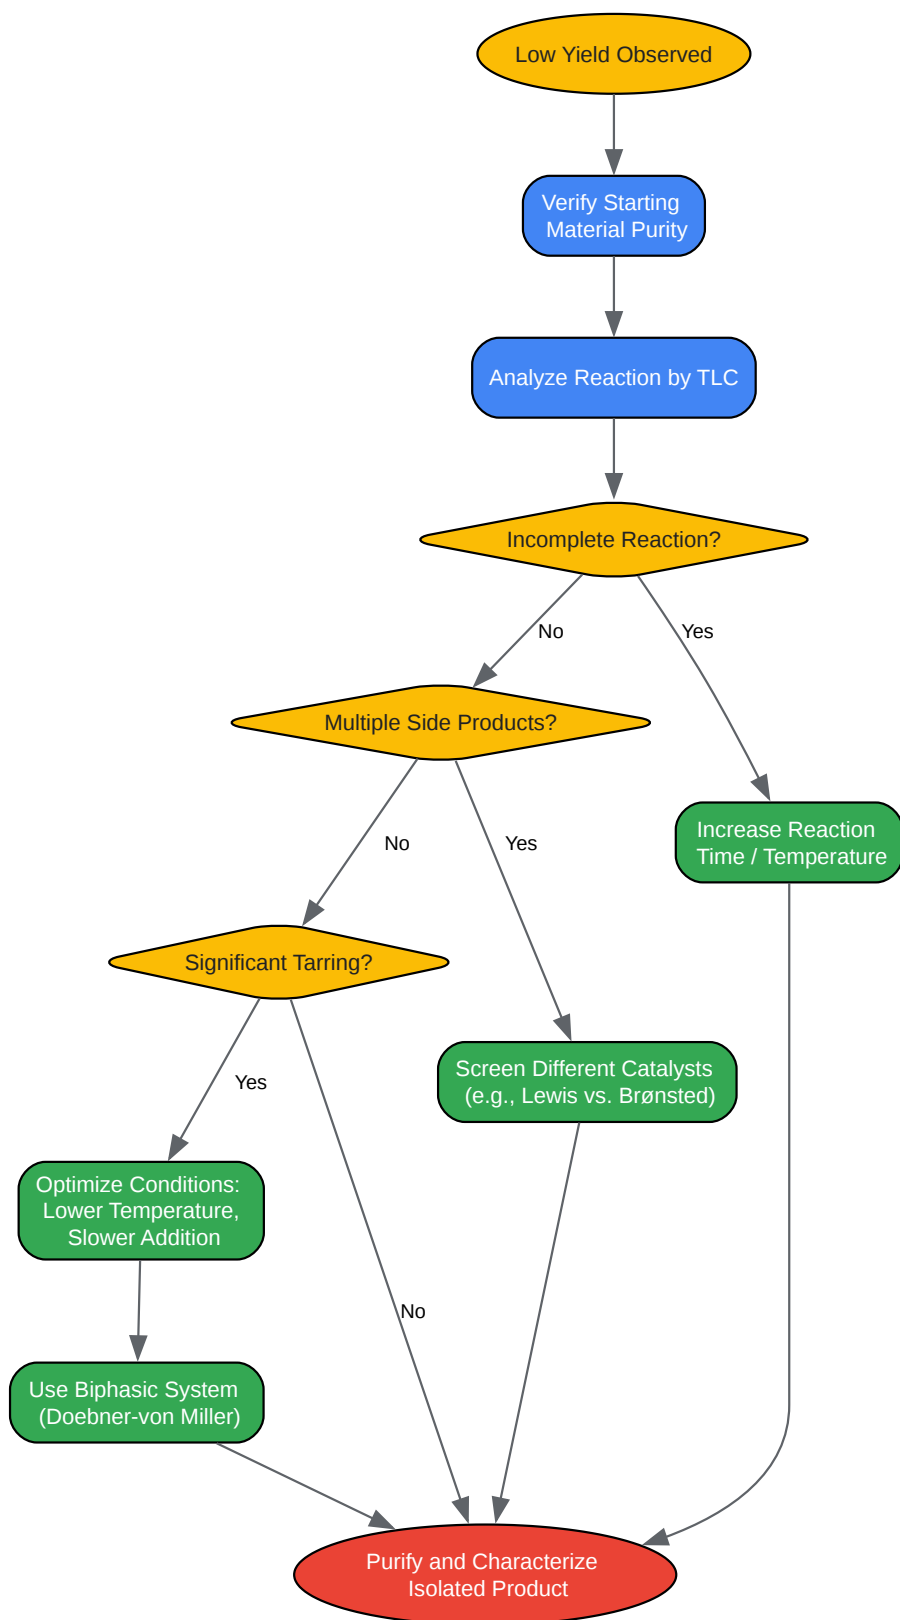 Low Yield Observed
Verify Starting
Material Purity
Analyze Reaction by TLC
Incomplete Reaction?
No
Yes
Multiple Side Products?
Increase Reaction
Time / Temperature
No
Yes
Significant Tarring?
Screen Different Catalysts
(e.g., Lewis vs. Brønsted)
Yes
Optimize Conditions:
Lower Temperature,
Slower Addition
No
Use Biphasic System
(Doebner-von Miller)
Purify and Characterize
Isolated Product